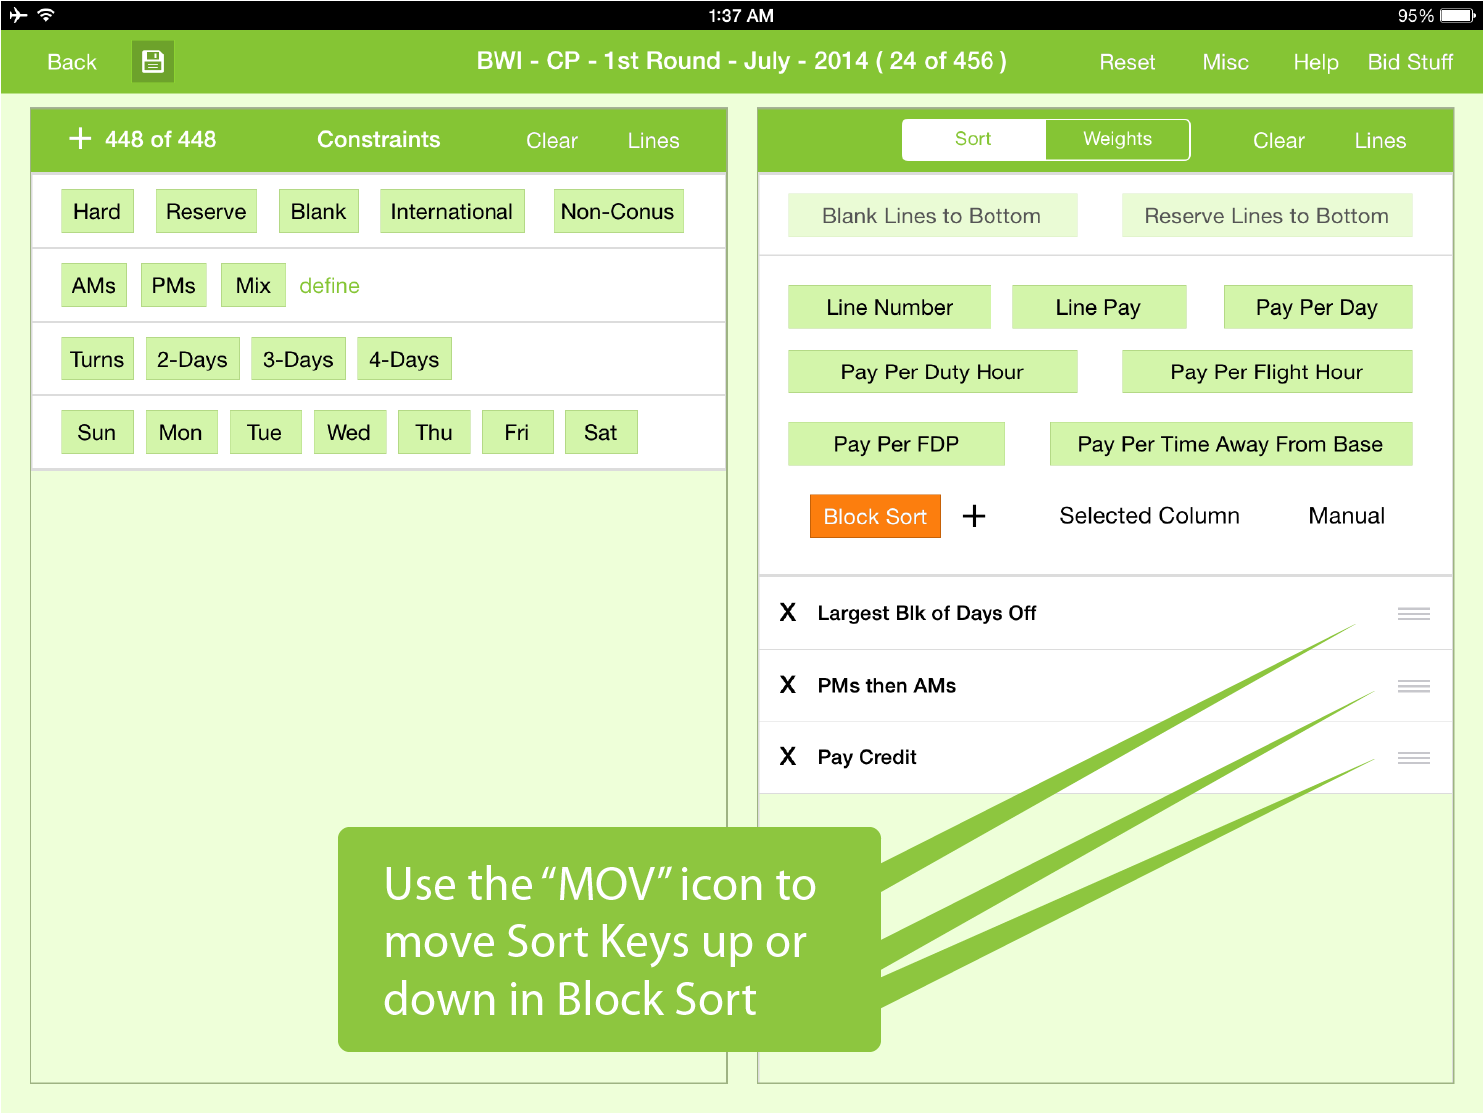 1:37 AM 95%
Back BWI - CP - 1st Round - July - 2014 ( 24 of 456 ) Reset Misc Help Bid Stuff
+ 448 of 448 Constraints Clear Lines
Hard Reserve Blank International Non-Conus
AMs PMs Mix define
Turns 2-Days 3-Days 4-Days
Sun Mon Tue Wed Thu Fri Sat
Sort Weights Clear Lines
Blank Lines to Bottom Reserve Lines to Bottom
Line Number Line Pay Pay Per Day
Pay Per Duty Hour Pay Per Flight Hour
Pay Per FDP Pay Per Time Away From Base
Block Sort + Selected Column Manual
X Largest Blk of Days Off
X PMs then AMs
X Pay Credit
Use the “MOV” icon to
move Sort Keys up or
down in Block Sort